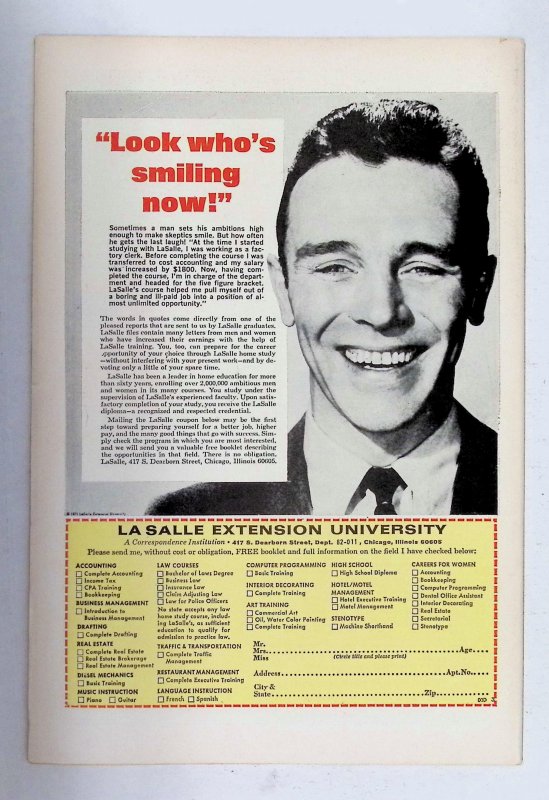 "Look who's
smiling
now!"
Sometimes a man sets his ambitions high
enough to make skeptics smile. But how often
he gets the last laugh! "At the time I started
studying with LaSalle, I was working as a fac-
tory clerk. Before completing the course I was
transferred to cost accounting and my salary
was increased by $1800. Now, having com-
pleted the course, I'm in charge of the depart-
ment and headed for the five figure bracket.
LaSalle's course helped me pull myself out of
a boring and ill-paid job into a position of al-
most unlimited opportunity."
The words in quotes come directly from one of the
pleased reports that are sent to us by LaSalle graduates.
LaSalle files contain many letters from men and women
who have increased their earnings with the help of
LaSalle training. You, too, can prepare for the career
opportunity of your choice through LaSalle home study
—without interfering with your present work—and by de-
voting only a little of your spare time.
LaSalle has been a leader in home education for more
than sixty years, enrolling over 2,000,000 ambitious men
and women in its many courses. You study under the
supervision of LaSalle's experienced faculty. Upon satis-
factory completion of your study, you receive the LaSalle
diploma—a recognized and respected credential.
Mailing the LaSalle coupon below may be the first
step toward preparing yourself for a better job, higher
pay, and the many good things that go with success. Sim-
ply check the program in which you are most interested,
and we will send you a valuable free booklet describing
the opportunities in that field. There is no obligation.
LaSalle, 417 S. Dearborn Street, Chicago, Illinois 60605.
LaSalle Extension University
LA SALLE EXTENSION UNIVERSITY
A Correspondence Institution • 417 S. Dearborn Street, Dept. 82-011, Chicago, Illinois 60605
Please send me, without cost or obligation, FREE booklet and full information on the field I have checked below:
ACCOUNTING
Complete Accounting
Income Tax
CPA Training
Bookkeeping
BUSINESS MANAGEMENT
Introduction to
Business Management
DRAFTING
Complete Drafting
REAL ESTATE
Complete Real Estate
Real Estate Brokerage
Real Estate Management
DIESEL MECHANICS
Basic Training
MUSIC INSTRUCTION
Piano Guitar
LAW COURSES
Bachelor of Laws Degree
Business Law
Insurance Law
Claim Adjusting Law
Law for Police Officers
No state accepts any law
home study course, includ-
ing LaSalle's, as sufficient
education to qualify for
admission to practice law.
TRAFFIC & TRANSPORTATION
Complete Traffic
Management
RESTAURANT MANAGEMENT
Complete Executive Training
LANGUAGE INSTRUCTION
French Spanish
COMPUTER PROGRAMMING
Basic Training
INTERIOR DECORATING
Complete Training
ART TRAINING
Commercial Art
Oil, Water Color Painting
Complete Training
HIGH SCHOOL
High School Diploma
HOTEL/MOTEL
MANAGEMENT
Hotel Executive Training
Motel Management
STENOTYPE
Machine Shorthand
CAREERS FOR WOMEN
Accounting
Bookkeeping
Computer Programming
Dental Office Assistant
Interior Decorating
Real Estate
Secretarial
Stenotype
Mr.
Mrs. Age
Miss (Circle title and please print)
Address Apt.No.
City &
State Zip